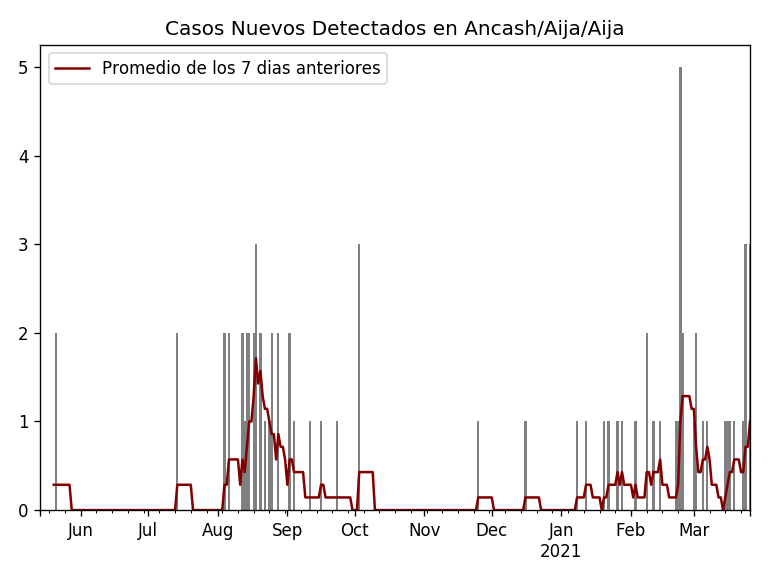 Casos Nuevos Detectados en Ancash/Aija/Aija
Promedio de los 7 dias anteriores
5
4
3
2
1
0
Jun Jul Aug Sep Oct Nov Dec Jan Feb Mar
2021